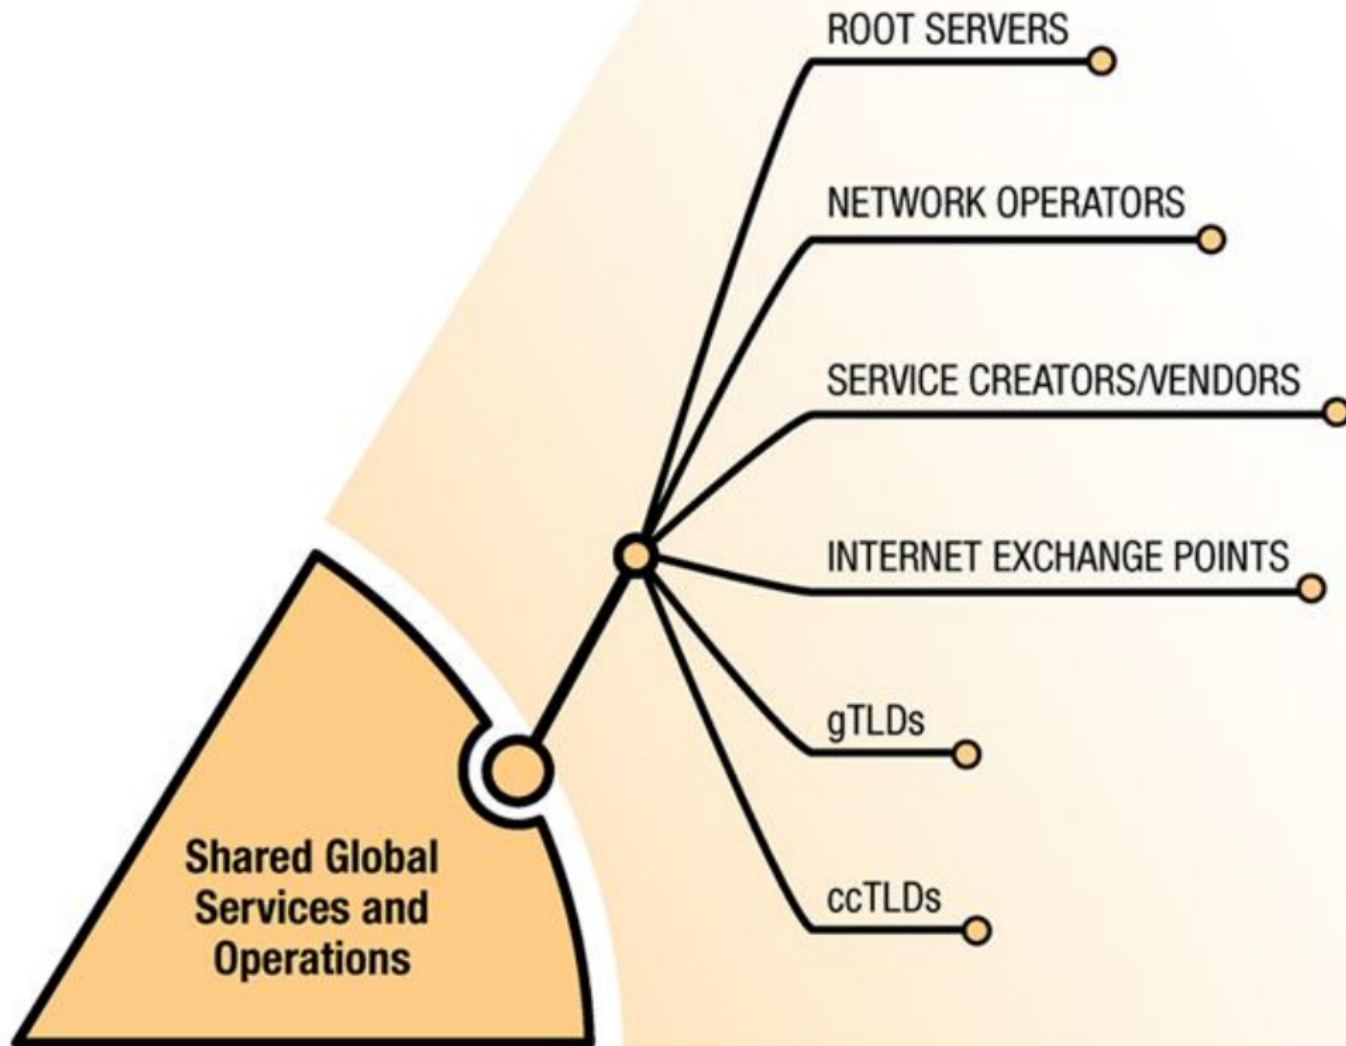 ROOT SERVERS
NETWORK OPERATORS
SERVICE CREATORS/VENDORS
INTERNET EXCHANGE POINTS
gTLDs
ccTLDs
Shared Global
Services and
Operations